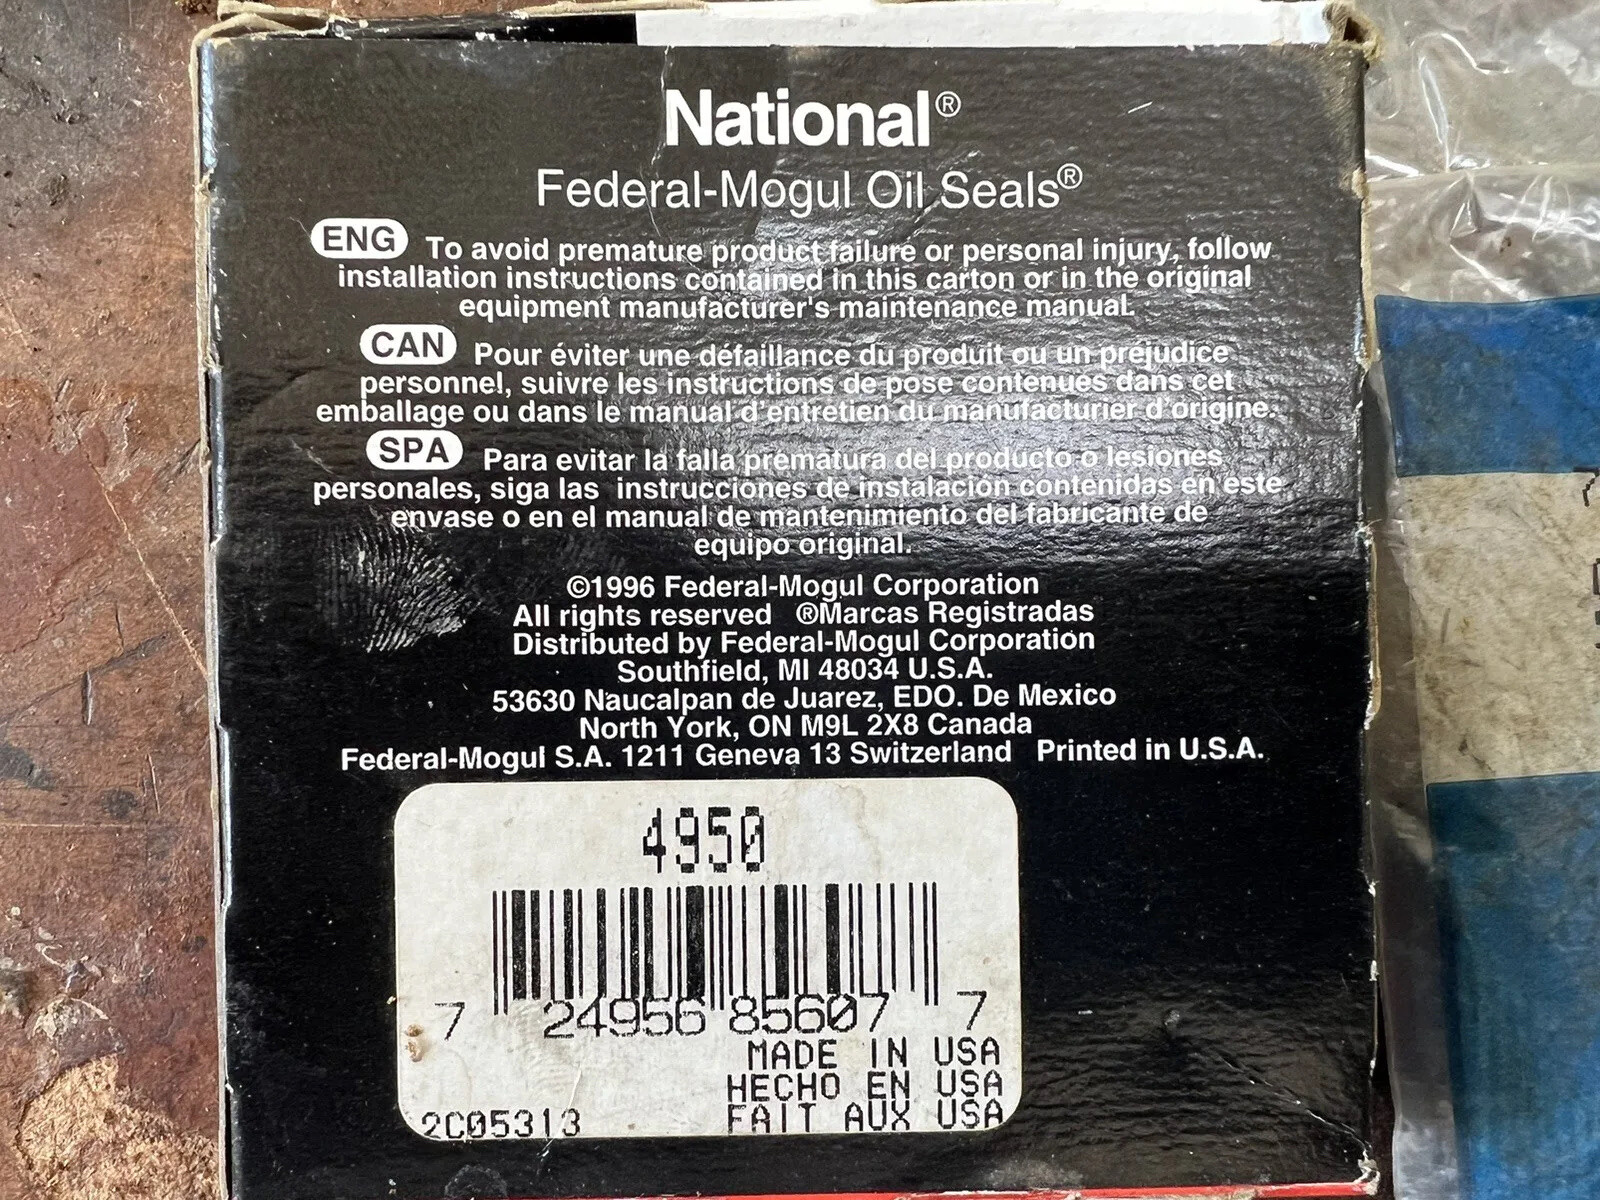 National®
Federal-Mogul Oil Seals®
ENG To avoid premature product failure or personal injury, follow
installation instructions contained in this carton or in the original
equipment manufacturer's maintenance manual.
CAN Pour éviter une défaillance du produit ou un préjudice
personnel, suivre les instructions de pose contenues dans cet
emballage ou dans le manual d'entretien du manufacturier d'origine.
SPA Para evitar la falla prematura del producto o lesiones
personales, siga las instrucciones de instalación contenidas en este
envase o en el manual de mantenimiento del fabricante de
equipo original.
©1996 Federal-Mogul Corporation
All rights reserved ®Marcas Registradas
Distributed by Federal-Mogul Corporation
Southfield, MI 48034 U.S.A.
53630 Naucalpan de Juarez, EDO. De Mexico
North York, ON M9L 2X8 Canada
Federal-Mogul S.A. 1211 Geneva 13 Switzerland Printed in U.S.A.
4950
7 24956 85607 7
MADE IN USA
HECHO EN USA
2C05313 FAIT AUX USA